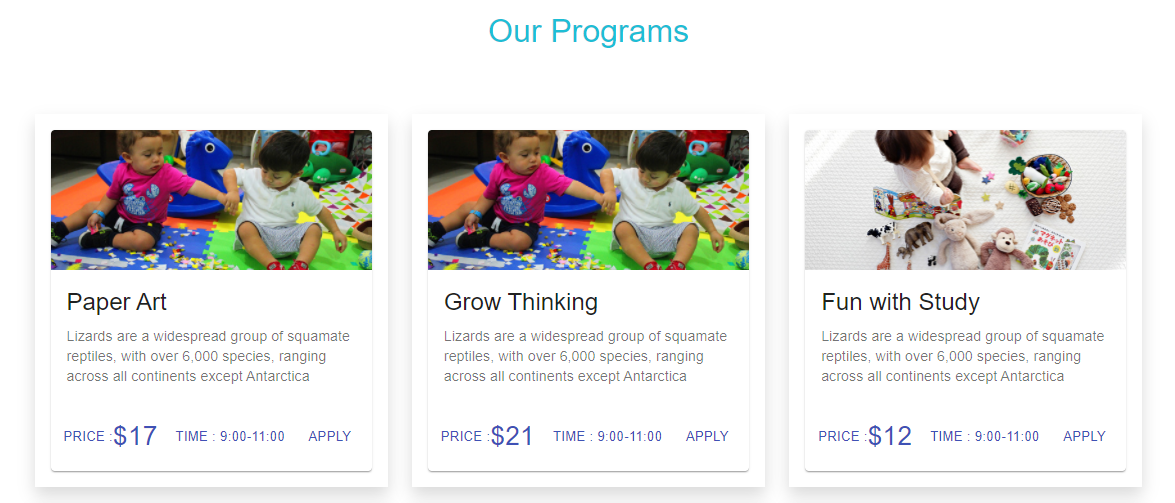 Our Programs
Paper Art
Lizards are a widespread group of squamate
reptiles, with over 6,000 species, ranging
across all continents except Antarctica
PRICE :$17 TIME : 9:00-11:00 APPLY
Grow Thinking
Lizards are a widespread group of squamate
reptiles, with over 6,000 species, ranging
across all continents except Antarctica
PRICE :$21 TIME : 9:00-11:00 APPLY
Fun with Study
Lizards are a widespread group of squamate
reptiles, with over 6,000 species, ranging
across all continents except Antarctica
PRICE :$12 TIME : 9:00-11:00 APPLY